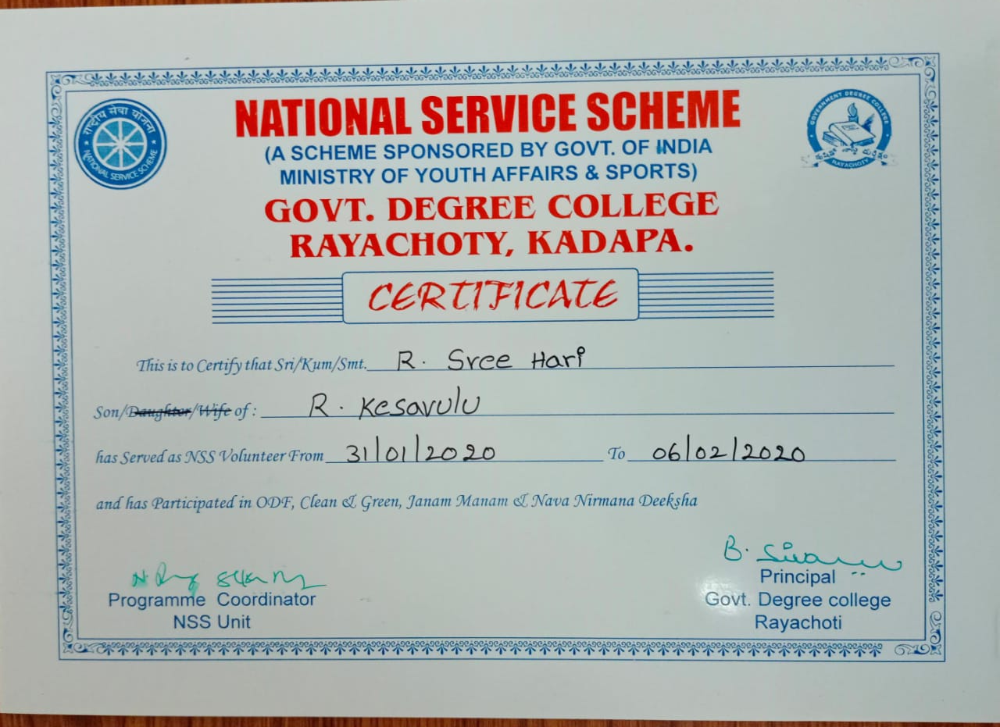 NATIONAL SERVICE SCHEME
(A SCHEME SPONSORED BY GOVT. OF INDIA
MINISTRY OF YOUTH AFFAIRS & SPORTS)
GOVT. DEGREE COLLEGE
RAYACHOTY, KADAPA.
राष्ट्रीय सेवा योजना
NATIONAL SERVICE SCHEME
GOVERNMENT DEGREE COLLEGE
RAYACHOTY
CERTIFICATE
This is to Certify that Sri/Kum/Smt. R. Sree Hari
Son/Daughter/Wife of : R. Kesavulu
has Served as NSS Volunteer From 31/01/2020 To 06/02/2020
and has Participated in ODF, Clean & Green, Janam Manam & Nava Nirmana Deeksha
Programme Coordinator
NSS Unit
B.
Principal
Govt. Degree college
Rayachoti